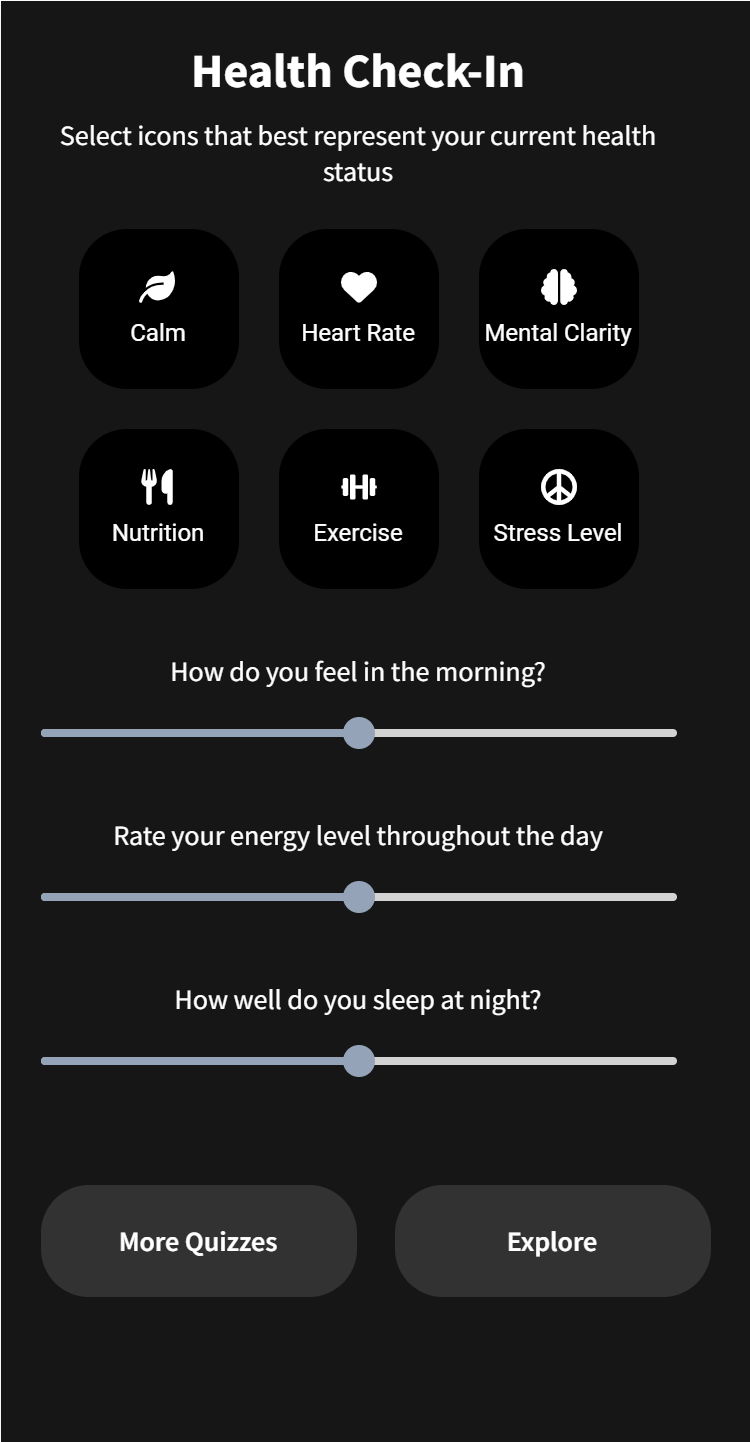 Health Check-In
Select icons that best represent your current health
status
Calm
Heart Rate
Mental Clarity
Nutrition
Exercise
Stress Level
How do you feel in the morning?
Rate your energy level throughout the day
How well do you sleep at night?
More Quizzes
Explore